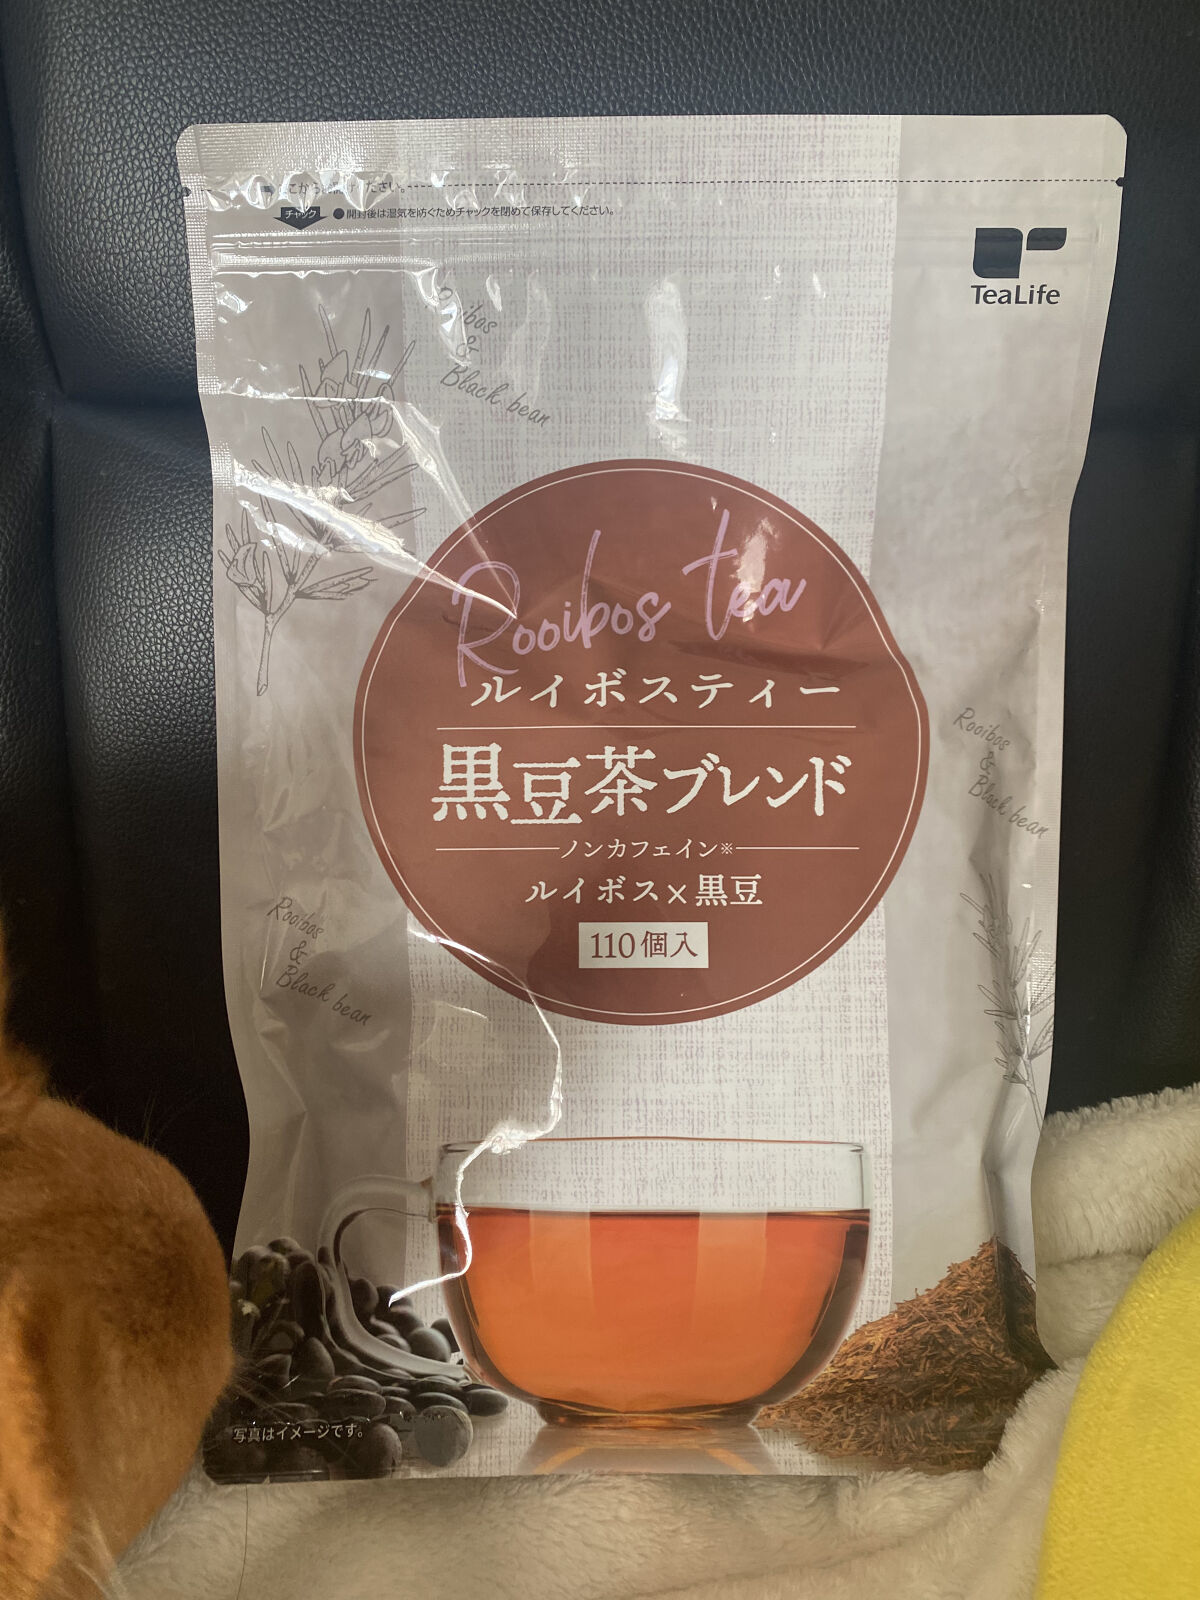 ください。
チャック
●開封後は湿気を防ぐためチャックを閉めて保存してください。
TeaLife
Rooibos
&
Black bean
Rooibos tea
ルイボスティー
黒豆茶ブレンド
ノンカフェイン※
ルイボス×黒豆
110個入
Rooibos
&
Black bean
Rooibos
&
Black bean
写真はイメージです。